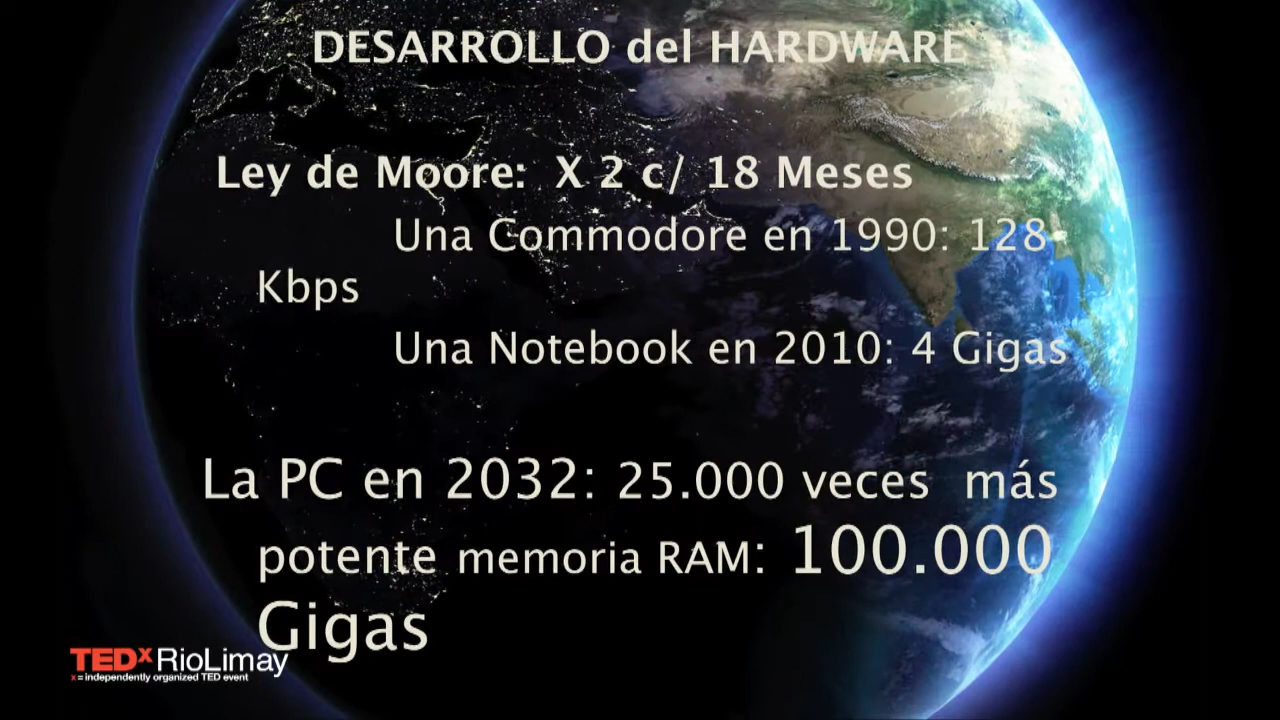 DESARROLLO del HARDWARE
Ley de Moore: X 2 c/ 18 Meses
Una Commodore en 1990: 128
Kbps
Una Notebook en 2010: 4 Gigas
La PC en 2032: 25.000 veces más
potente memoria RAM: 100.000
Gigas
TEDx RioLimay
x = independently organized TED event